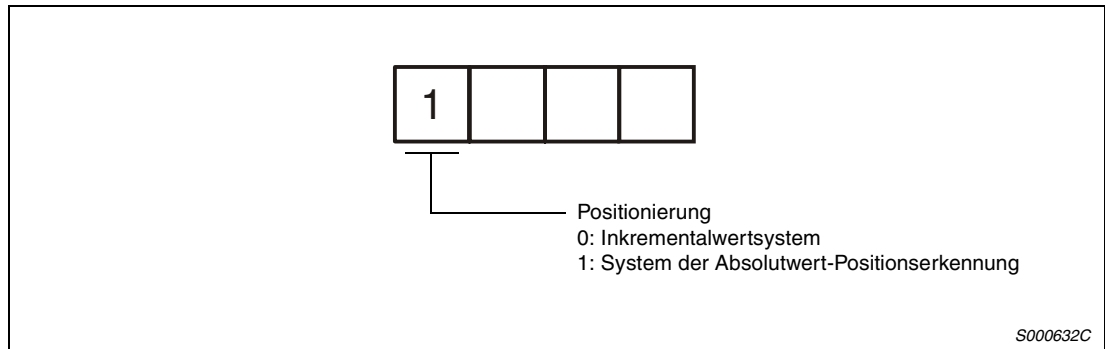 1
Positionierung
0: Inkrementalwertsystem
1: System der Absolutwert-Positionserkennung
S000632C